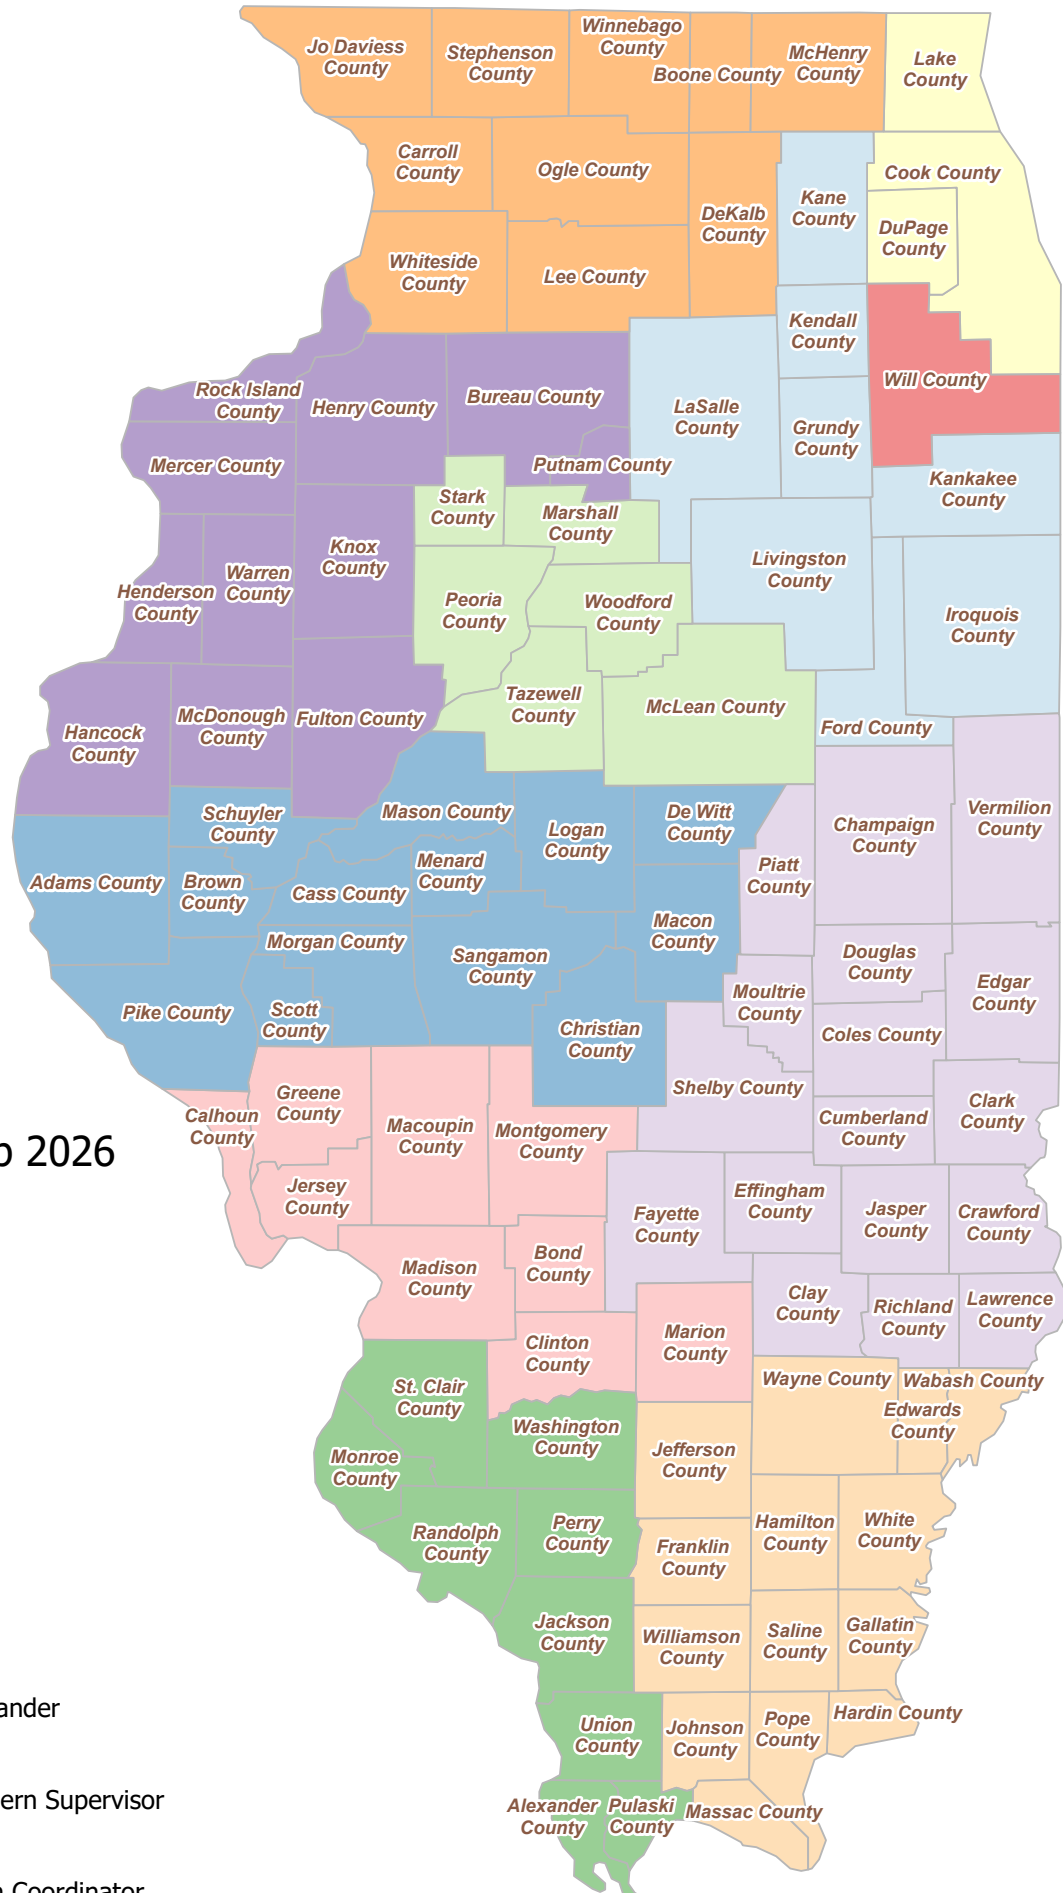 Jo Daviess
County
Stephenson
County
Winnebago
County
Boone County
McHenry
County
Lake
County
Carroll
County
Ogle County
DeKalb
County
Kane
County
Cook County
DuPage
County
Whiteside
County
Lee County
Kendall
County
Will County
Rock Island
County
Henry County
Bureau County
LaSalle
County
Grundy
County
Mercer County
Putnam County
Kankakee
County
Stark
County
Marshall
County
Knox
County
Henderson
County
Warren
County
Peoria
County
Woodford
County
Livingston
County
Iroquois
County
Hancock
County
McDonough
County
Fulton County
Tazewell
County
McLean County
Ford County
Schuyler
County
Mason County
Logan
County
De Witt
County
Champaign
County
Vermilion
County
Adams County
Brown
County
Cass County
Menard
County
Piatt
County
Morgan County
Sangamon
County
Macon
County
Douglas
County
Edgar
County
Pike County
Scott
County
Christian
County
Moultrie
County
Coles County
Shelby County
Calhoun
County
Greene
County
Macoupin
County
Montgomery
County
Cumberland
County
Clark
County
2026
Jersey
County
Fayette
County
Effingham
County
Jasper
County
Crawford
County
Madison
County
Bond
County
Clay
County
Richland
County
Lawrence
County
Clinton
County
Marion
County
St. Clair
County
Wayne County
Wabash County
Edwards
County
Monroe
County
Washington
County
Jefferson
County
Randolph
County
Perry
County
Franklin
County
Hamilton
County
White
County
Jackson
County
Williamson
County
Saline
County
Gallatin
County
ander
Union
County
Johnson
County
Pope
County
Hardin County
ern Supervisor
Alexander
County
Pulaski
County
Massac County
Coordinator